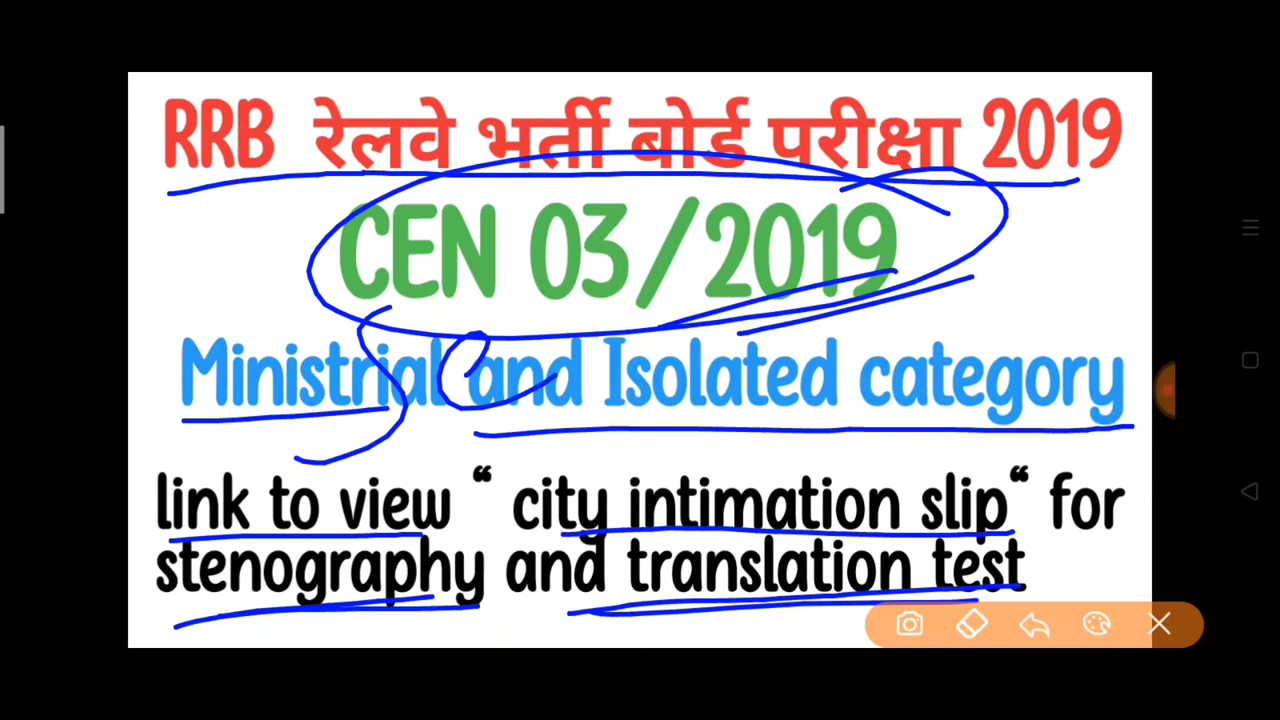 RRB रेलवे भर्ती बोर्ड परीक्षा 2019
CEN 03/2019
Ministrial and Isolated category
link to view “ city intimation slip“ for
stenography and translation test